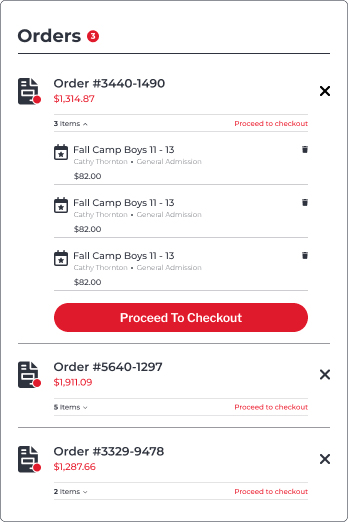 Orders 3
Order #3440-1490
$1,314.87
3 Items Proceed to checkout
Fall Camp Boys 11 - 13
Cathy Thornton • General Admission
$82.00
Fall Camp Boys 11 - 13
Cathy Thornton • General Admission
$82.00
Fall Camp Boys 11 - 13
Cathy Thornton • General Admission
$82.00
Proceed To Checkout
Order #5640-1297
$1,911.09
5 Items Proceed to checkout
Order #3329-9478
$1,287.66
2 Items Proceed to checkout